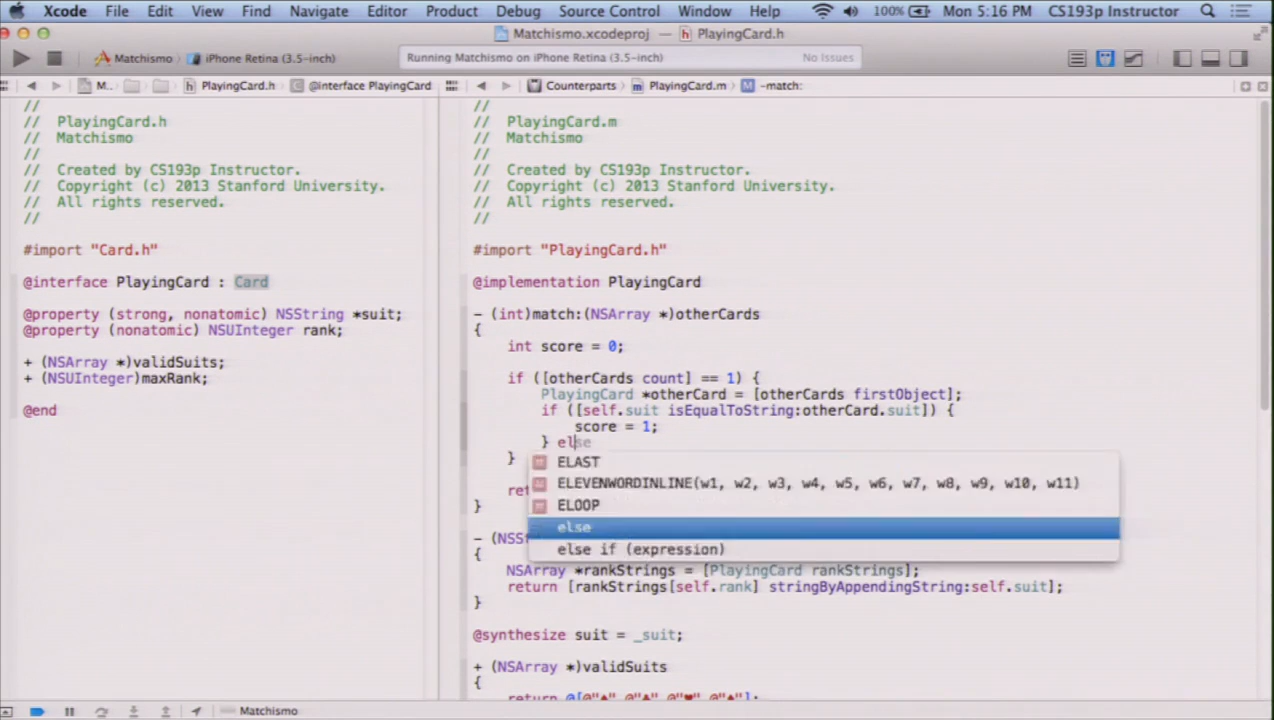 Xcode File Edit View Find Navigate Editor Product Debug Source Control Window Help 100% Mon 5:16 PM CS193p Instructor
Matchismo.xcodeproj PlayingCard.h
Matchismo iPhone Retina (3.5-inch) Running Matchismo on iPhone Retina (3.5-inch) No Issues
M... PlayingCard.h @interface PlayingCard
//
// PlayingCard.h
// Matchismo
//
// Created by CS193p Instructor.
// Copyright (c) 2013 Stanford University.
// All rights reserved.
//
#import "Card.h"
@interface PlayingCard : Card
@property (strong, nonatomic) NSString *suit;
@property (nonatomic) NSUInteger rank;
+ (NSArray *)validSuits;
+ (NSUInteger)maxRank;
@end
Counterparts PlayingCard.m M -match:
//
// PlayingCard.m
// Matchismo
//
// Created by CS193p Instructor.
// Copyright (c) 2013 Stanford University.
// All rights reserved.
//
#import "PlayingCard.h"
@implementation PlayingCard
- (int)match:(NSArray *)otherCards
{
int score = 0;
if ([otherCards count] == 1) {
PlayingCard *otherCard = [otherCards firstObject];
if ([self.suit isEqualToString:otherCard.suit]) {
score = 1;
} else
}
ELAST
ELEVENWORDINLINE(w1, w2, w3, w4, w5, w6, w7, w8, w9, w10, w11)
ELOOP
else
else if (expression)
ret
}
- (NSSt
{
NSArray *rankStrings = [PlayingCard rankStrings];
return [rankStrings[self.rank] stringByAppendingString:self.suit];
}
@synthesize suit = _suit;
+ (NSArray *)validSuits
{
return @[@"♠",@"♣",@"♥",@"♦"];
Matchismo